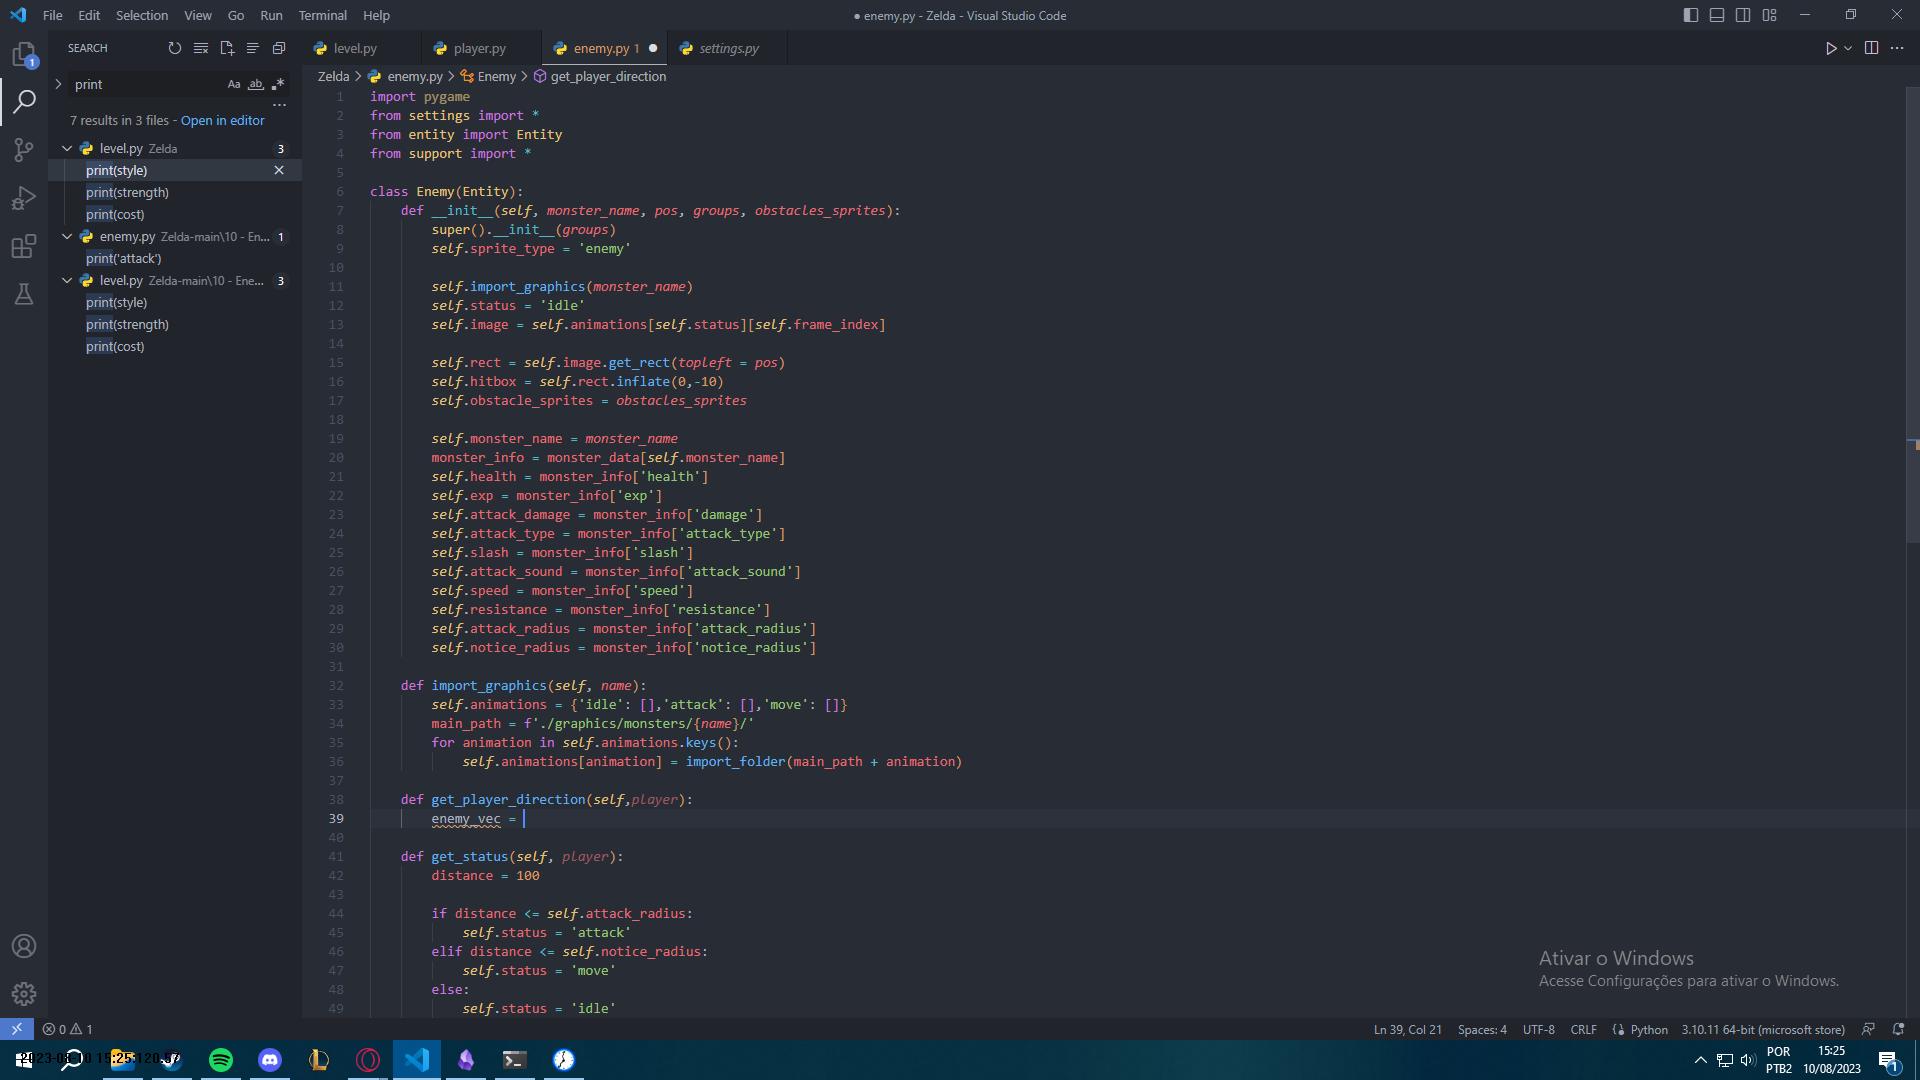 File Edit Selection View Go Run Terminal Help
● enemy.py - Zelda - Visual Studio Code
SEARCH
level.py
player.py
enemy.py 1
settings.py
print
Aa
ab
7 results in 3 files - Open in editor
level.py Zelda 3
print(style)
print(strength)
print(cost)
enemy.py Zelda-main\10 - En... 1
print('attack')
level.py Zelda-main\10 - Ene... 3
print(style)
print(strength)
print(cost)
1
Zelda > enemy.py > Enemy > get_player_direction
1 import pygame
2 from settings import *
3 from entity import Entity
4 from support import *
5
6 class Enemy(Entity):
7 def __init__(self, monster_name, pos, groups, obstacles_sprites):
8 super().__init__(groups)
9 self.sprite_type = 'enemy'
10
11 self.import_graphics(monster_name)
12 self.status = 'idle'
13 self.image = self.animations[self.status][self.frame_index]
14
15 self.rect = self.image.get_rect(topleft = pos)
16 self.hitbox = self.rect.inflate(0,-10)
17 self.obstacle_sprites = obstacles_sprites
18
19 self.monster_name = monster_name
20 monster_info = monster_data[self.monster_name]
21 self.health = monster_info['health']
22 self.exp = monster_info['exp']
23 self.attack_damage = monster_info['damage']
24 self.attack_type = monster_info['attack_type']
25 self.slash = monster_info['slash']
26 self.attack_sound = monster_info['attack_sound']
27 self.speed = monster_info['speed']
28 self.resistance = monster_info['resistance']
29 self.attack_radius = monster_info['attack_radius']
30 self.notice_radius = monster_info['notice_radius']
31
32 def import_graphics(self, name):
33 self.animations = {'idle': [],'attack': [],'move': []}
34 main_path = f'./graphics/monsters/{name}/'
35 for animation in self.animations.keys():
36 self.animations[animation] = import_folder(main_path + animation)
37
38 def get_player_direction(self,player):
39 enemy_vec =
40
41 def get_status(self, player):
42 distance = 100
43
44 if distance <= self.attack_radius:
45 self.status = 'attack'
46 elif distance <= self.notice_radius:
47 self.status = 'move'
48 else:
49 self.status = 'idle'
Ativar o Windows
Acesse Configurações para ativar o Windows.
0 1
Ln 39, Col 21 Spaces: 4 UTF-8 CRLF Python 3.10.11 64-bit (microsoft store)
POR
PTB2
15:25
10/08/2023
1